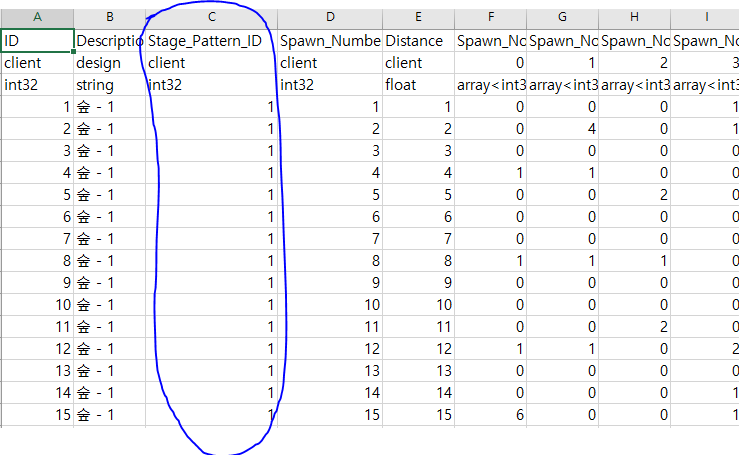 A B C D E F G H I
ID Descriptio Stage_Pattern_ID Spawn_Numbe Distance Spawn_No Spawn_No Spawn_No Spawn_No
client design client client client 0 1 2 3
int32 string int32 int32 float array<int3 array<int3 array<int3 array<int3
1 숲 - 1 1 1 1 0 0 0 1
2 숲 - 1 1 2 2 0 4 0 1
3 숲 - 1 1 3 3 0 0 0 0
4 숲 - 1 1 4 4 1 1 0 0
5 숲 - 1 1 5 5 0 0 2 0
6 숲 - 1 1 6 6 0 0 0 0
7 숲 - 1 1 7 7 0 0 0 0
8 숲 - 1 1 8 8 1 1 1 0
9 숲 - 1 1 9 9 0 0 0 0
10 숲 - 1 1 10 10 0 0 0 0
11 숲 - 1 1 11 11 0 0 2 0
12 숲 - 1 1 12 12 1 1 0 2
13 숲 - 1 1 13 13 0 0 0 0
14 숲 - 1 1 14 14 0 0 0 1
15 숲 - 1 1 15 15 6 0 0 1